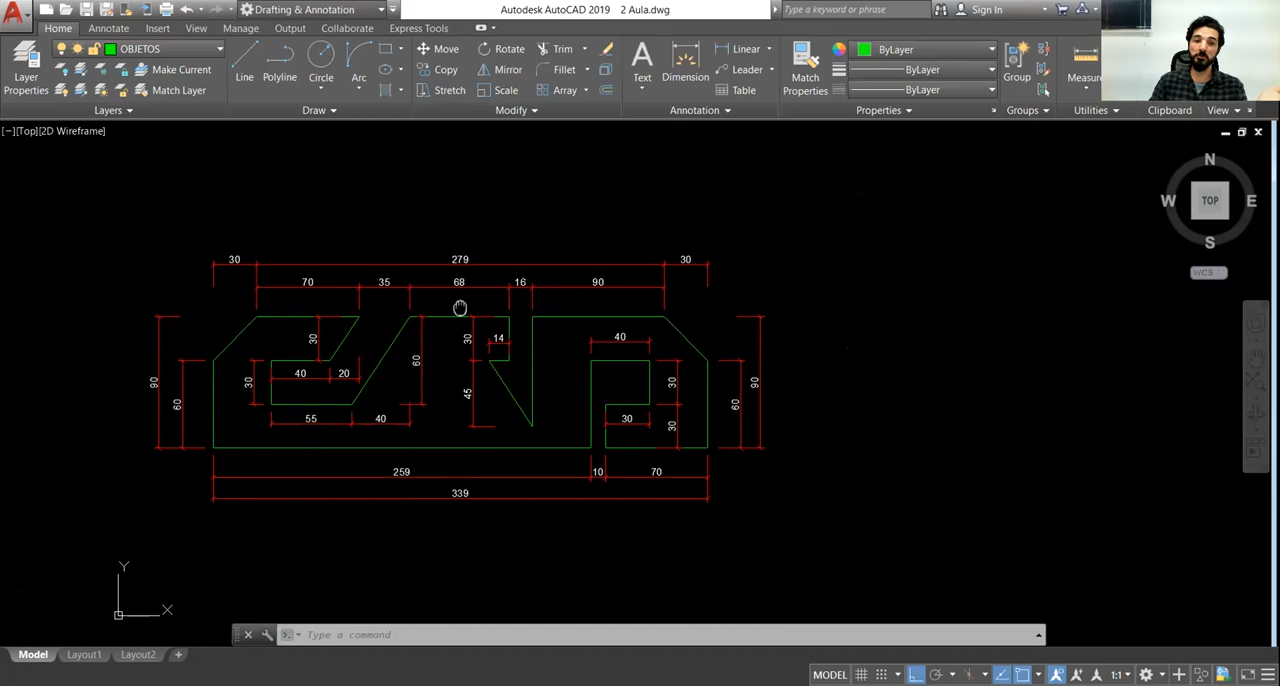 Drafting & Annotation
Autodesk AutoCAD 2019 2 Aula.dwg
Type a keyword or phrase
Sign In
Home Annotate Insert View Manage Output Collaborate Express Tools
Layer Properties
OBJETOS
Make Current
Match Layer
Layers
Line Polyline Circle Arc
Draw
Move Rotate Trim
Copy Mirror Fillet
Stretch Scale Array
Modify
Text Dimension
Linear
Leader
Table
Annotation
Match Properties
ByLayer
ByLayer
ByLayer
Properties
Group
Groups
Measure
Utilities
Clipboard
View
[−][Top][2D Wireframe]
N
W TOP E
S
WCS
30 279 30
70 35 68 16 90
30 30 14 40
90 60 30 40 20 60 45 30 60 90
55 40 30 30
259 10 70
339
Y
X
Type a command
Model Layout1 Layout2 +
MODEL 1:1